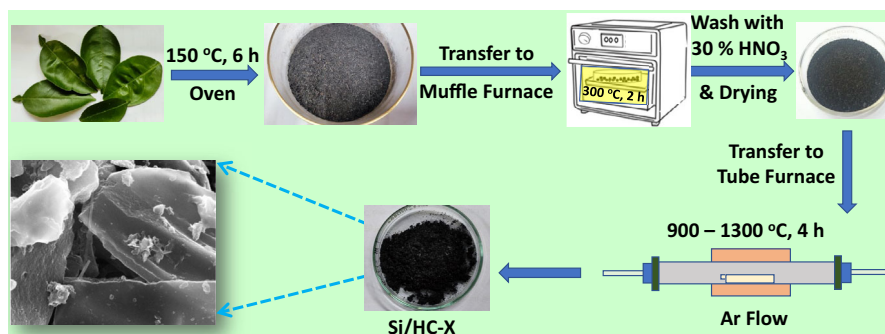 150 °C, 6 h
Oven
Transfer to
Muffle Furnace
300 °C, 2 h
Wash with
30 % HNO₃
& Drying
Transfer to
Tube Furnace
900 – 1300 °C, 4 h
Ar Flow
Si/HC-X